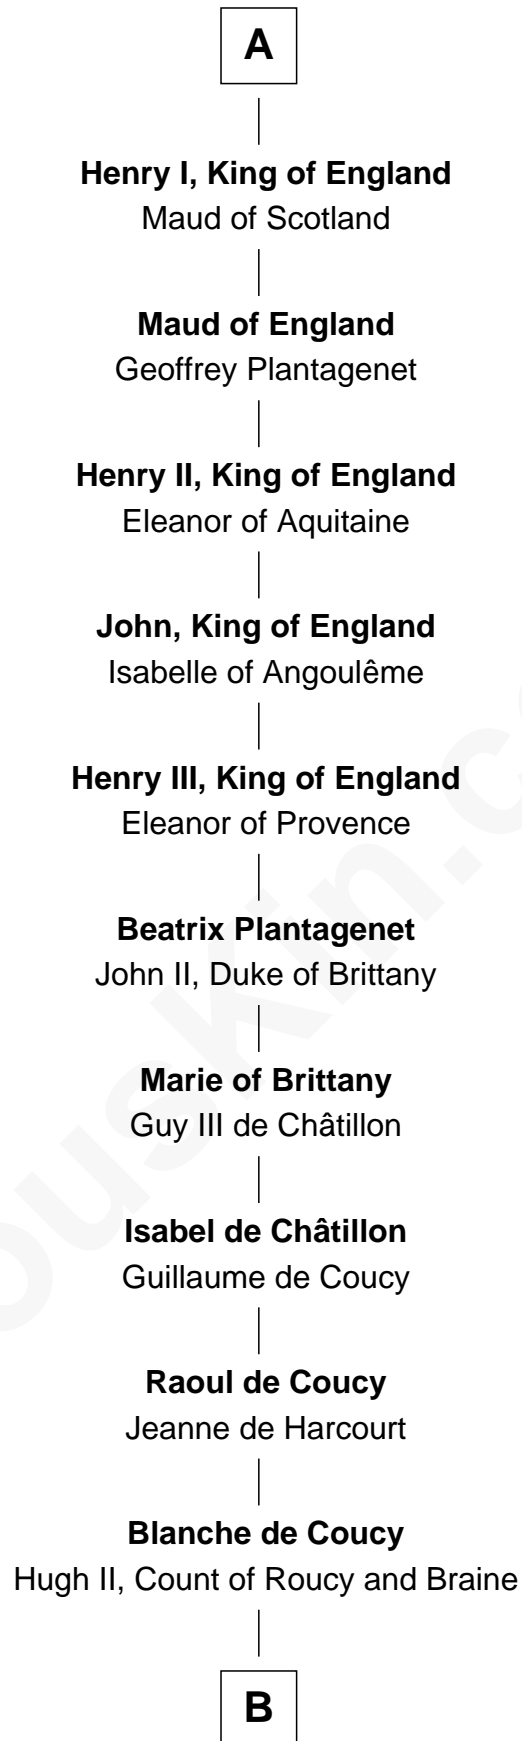 A
Henry I, King of England
Maud of Scotland
Maud of England
Geoffrey Plantagenet
Henry II, King of England
Eleanor of Aquitaine
John, King of England
Isabelle of Angoulême
Henry III, King of England
Eleanor of Provence
Beatrix Plantagenet
John II, Duke of Brittany
Marie of Brittany
Guy III de Châtillon
Isabel de Châtillon
Guillaume de Coucy
Raoul de Coucy
Jeanne de Harcourt
Blanche de Coucy
Hugh II, Count of Roucy and Braine
B